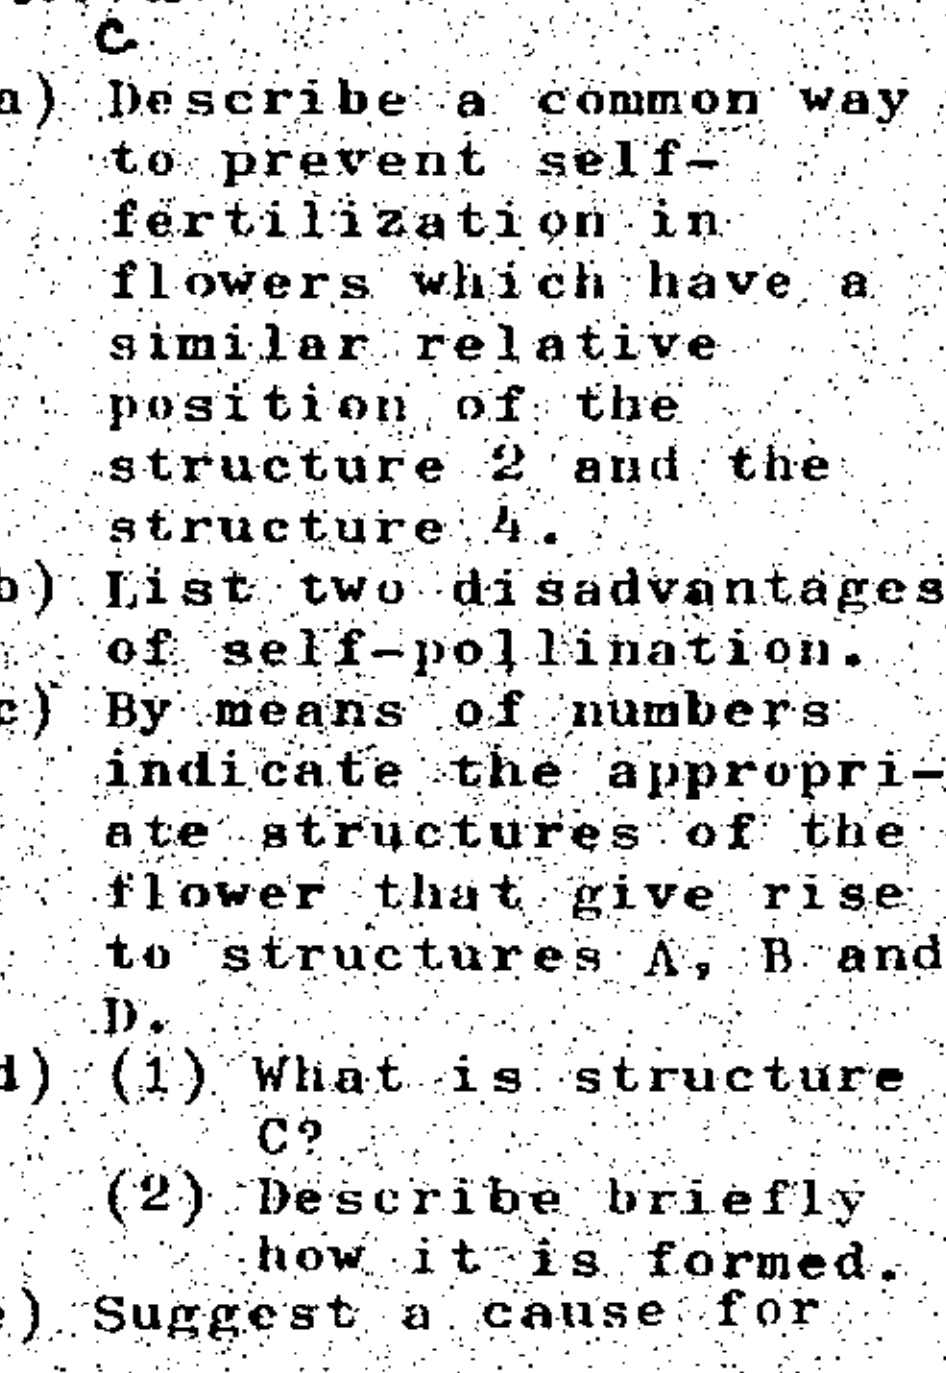 C
a) Describe a common way
to prevent self-
fertilization in
flowers which have a
similar relative
position of the
structure 2 and the
structure 4.
b) List two disadvantages
of self-pollination.
c) By means of numbers
indicate the appropri-
ate structures of the
flower that give rise
to structures A, B and
D.
d) (1) What is structure
C?
(2) Describe briefly
how it is formed.
e) Suggest a cause for